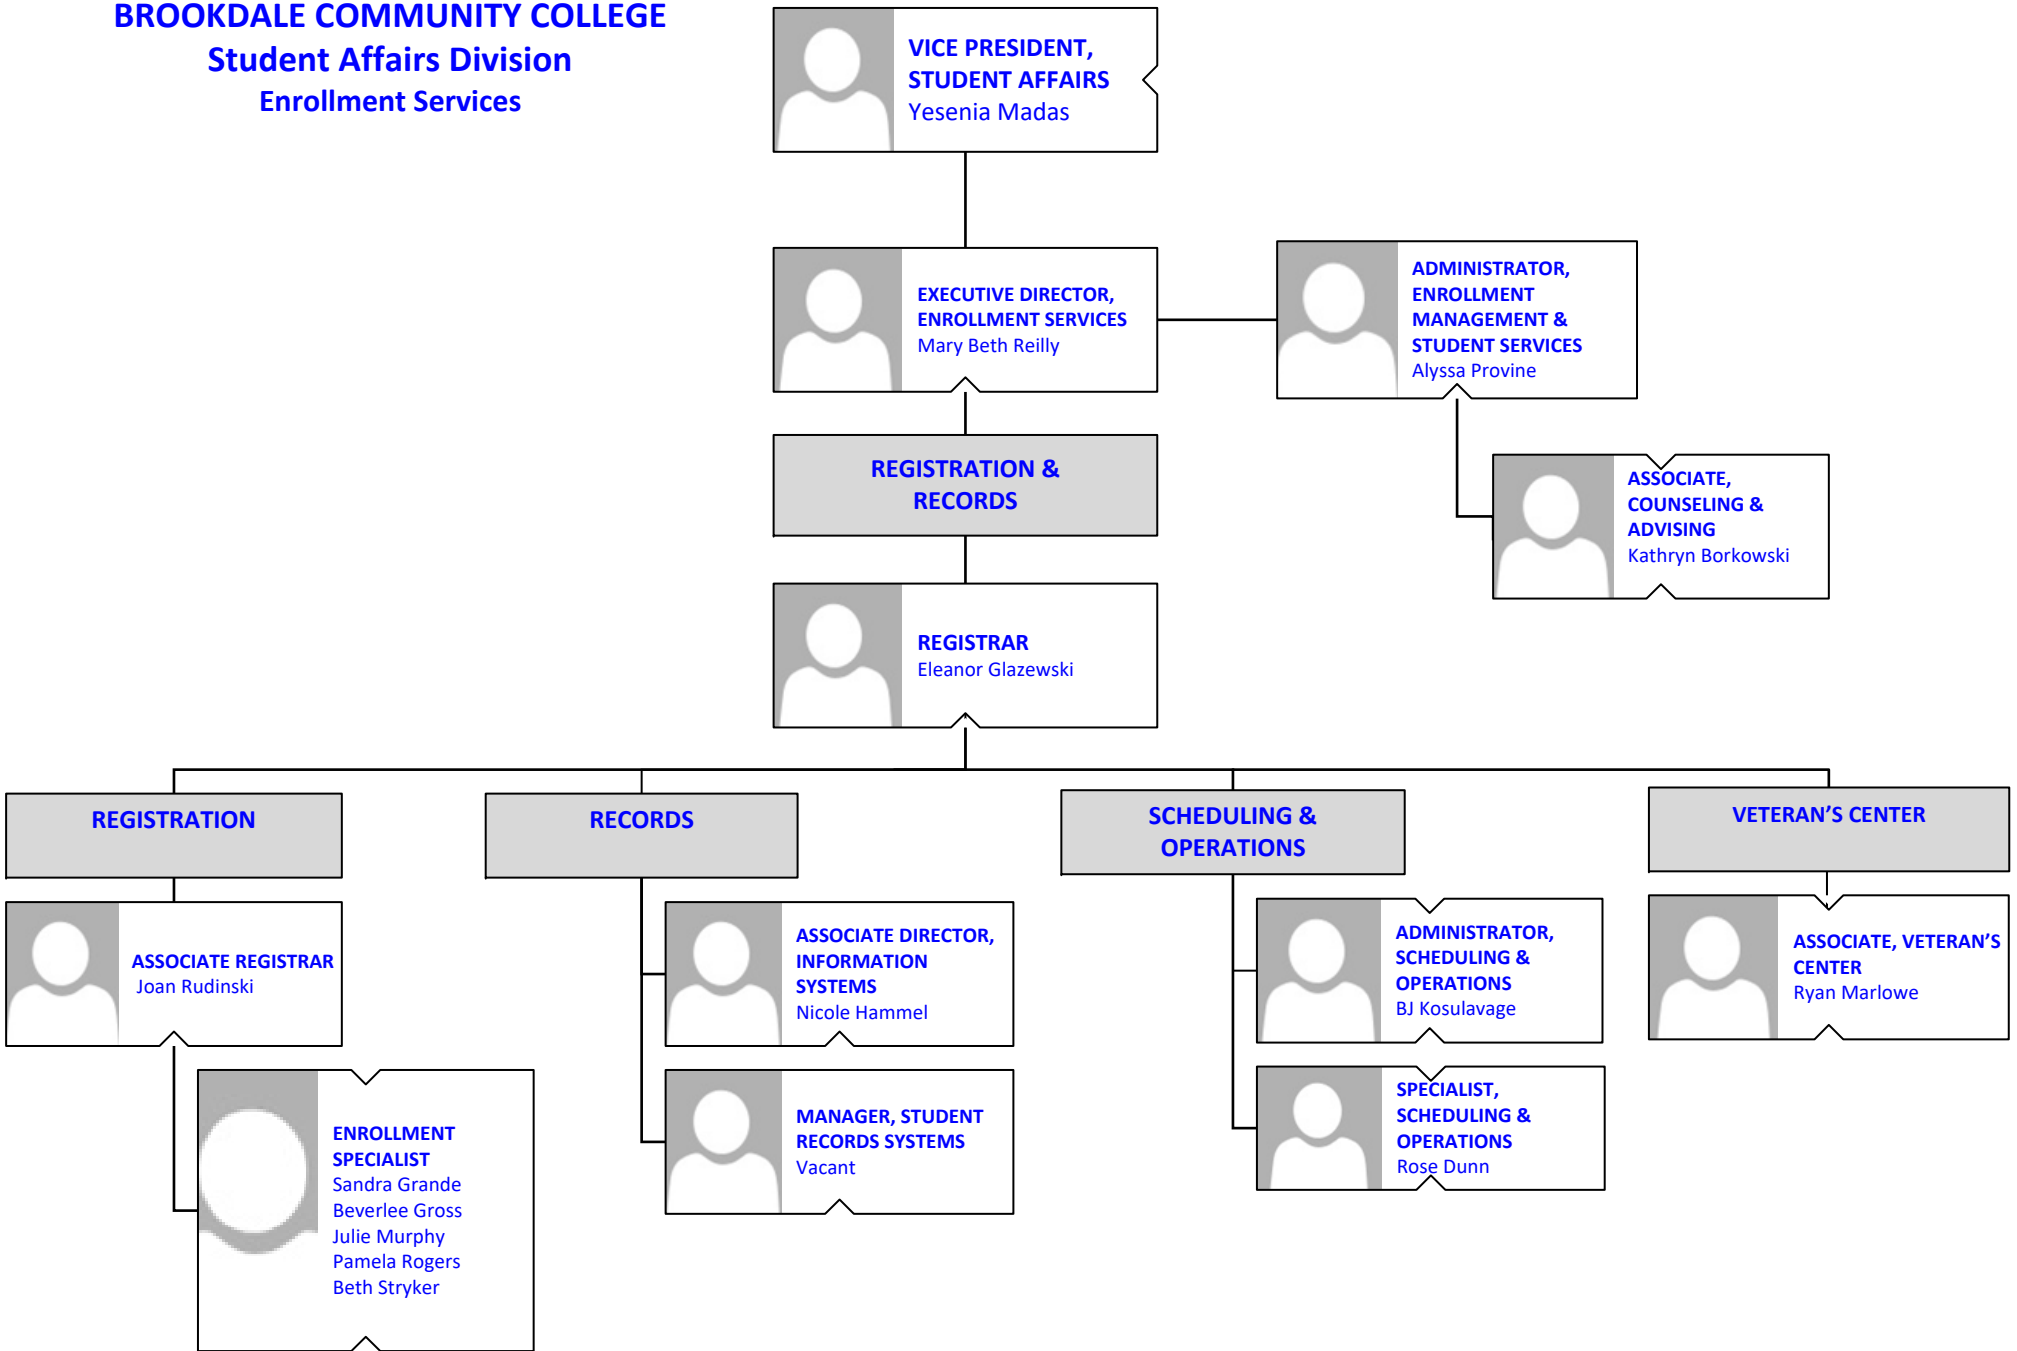 BROOKDALE COMMUNITY COLLEGE
Student Affairs Division
Enrollment Services
VICE PRESIDENT,
STUDENT AFFAIRS
Yesenia Madas
EXECUTIVE DIRECTOR,
ENROLLMENT SERVICES
Mary Beth Reilly
ADMINISTRATOR,
ENROLLMENT
MANAGEMENT &
STUDENT SERVICES
Alyssa Provine
REGISTRATION &
RECORDS
ASSOCIATE,
COUNSELING &
ADVISING
Kathryn Borkowski
REGISTRAR
Eleanor Glazewski
REGISTRATION
RECORDS
SCHEDULING &
OPERATIONS
VETERAN’S CENTER
ASSOCIATE REGISTRAR
Joan Rudinski
ASSOCIATE DIRECTOR,
INFORMATION
SYSTEMS
Nicole Hammel
ADMINISTRATOR,
SCHEDULING &
OPERATIONS
BJ Kosulavage
ASSOCIATE, VETERAN’S
CENTER
Ryan Marlowe
ENROLLMENT
SPECIALIST
Sandra Grande
Beverlee Gross
Julie Murphy
Pamela Rogers
Beth Stryker
MANAGER, STUDENT
RECORDS SYSTEMS
Vacant
SPECIALIST,
SCHEDULING &
OPERATIONS
Rose Dunn